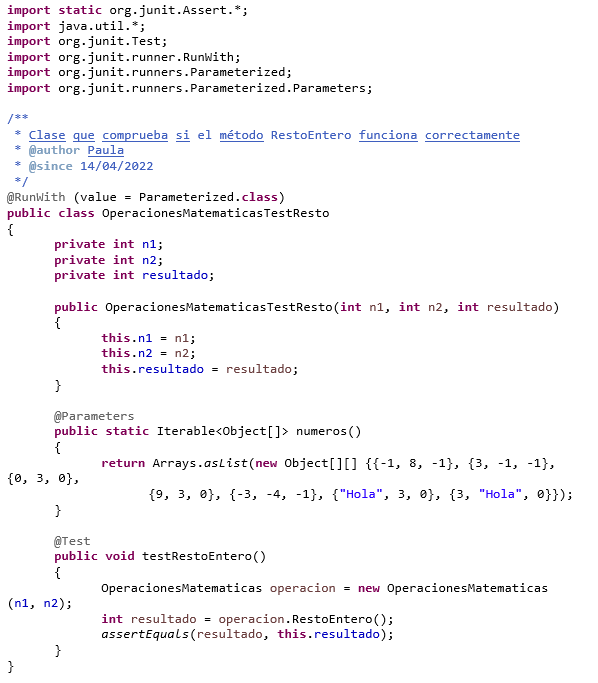 import static org.junit.Assert.*;
import java.util.*;
import org.junit.Test;
import org.junit.runner.RunWith;
import org.junit.runners.Parameterized;
import org.junit.runners.Parameterized.Parameters;

/**
 * Clase que comprueba si el método RestoEntero funciona correctamente
 * @author Paula
 * @since 14/04/2022
 */
@RunWith (value = Parameterized.class)
public class OperacionesMatematicasTestResto
{
      private int n1;
      private int n2;
      private int resultado;

      public OperacionesMatematicasTestResto(int n1, int n2, int resultado)
      {
            this.n1 = n1;
            this.n2 = n2;
            this.resultado = resultado;
      }

      @Parameters
      public static Iterable<Object[]> numeros()
      {
            return Arrays.asList(new Object[][] {{-1, 8, -1}, {3, -1, -1},
{0, 3, 0},
                  {9, 3, 0}, {-3, -4, -1}, {"Hola", 3, 0}, {3, "Hola", 0}});
      }

      @Test
      public void testRestoEntero()
      {
            OperacionesMatematicas operacion = new OperacionesMatematicas
(n1, n2);
            int resultado = operacion.RestoEntero();
            assertEquals(resultado, this.resultado);
      }
}